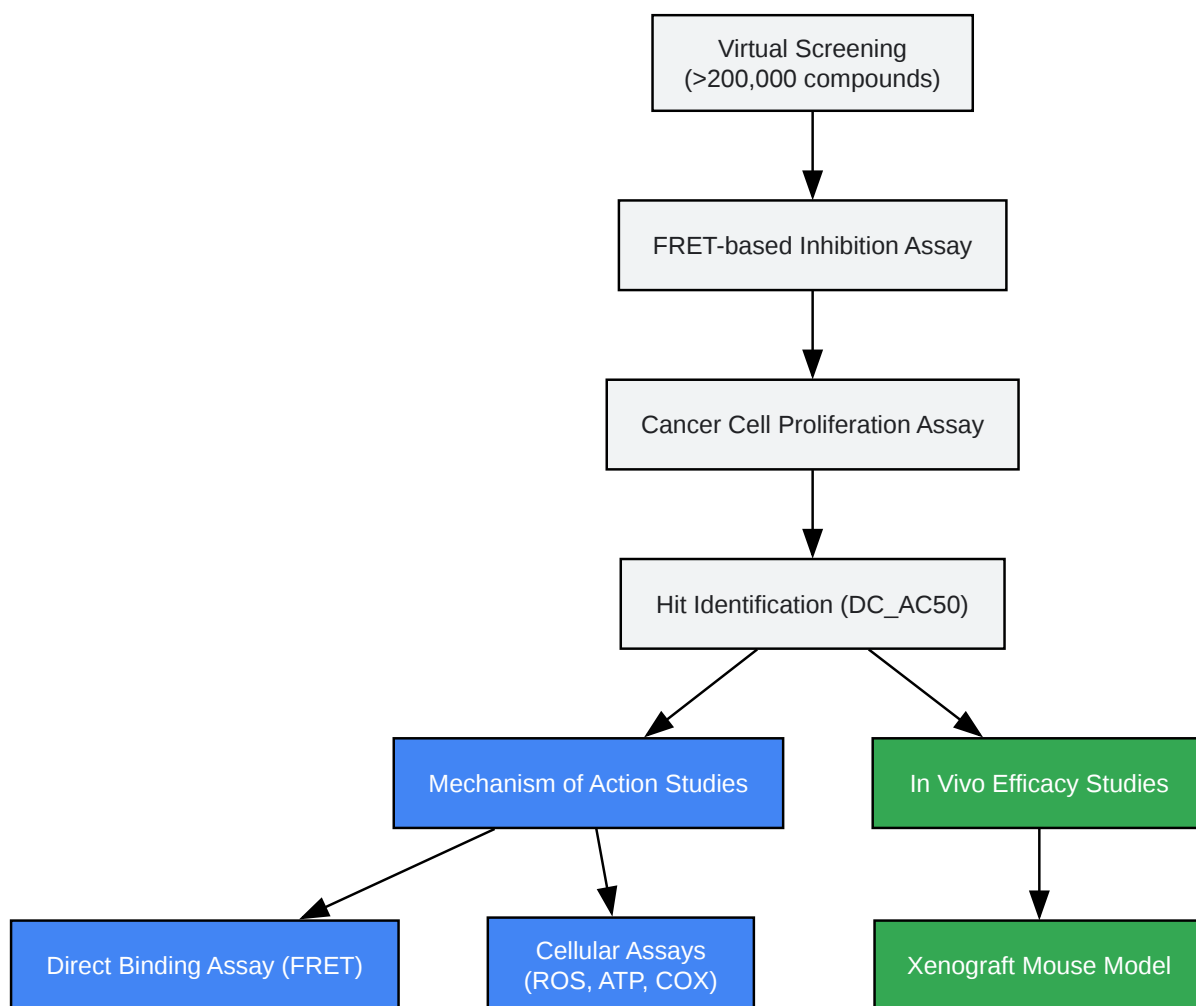 Virtual Screening
(>200,000 compounds)
FRET-based Inhibition Assay
Cancer Cell Proliferation Assay
Hit Identification (DC_AC50)
Mechanism of Action Studies
In Vivo Efficacy Studies
Direct Binding Assay (FRET)
Cellular Assays
(ROS, ATP, COX)
Xenograft Mouse Model